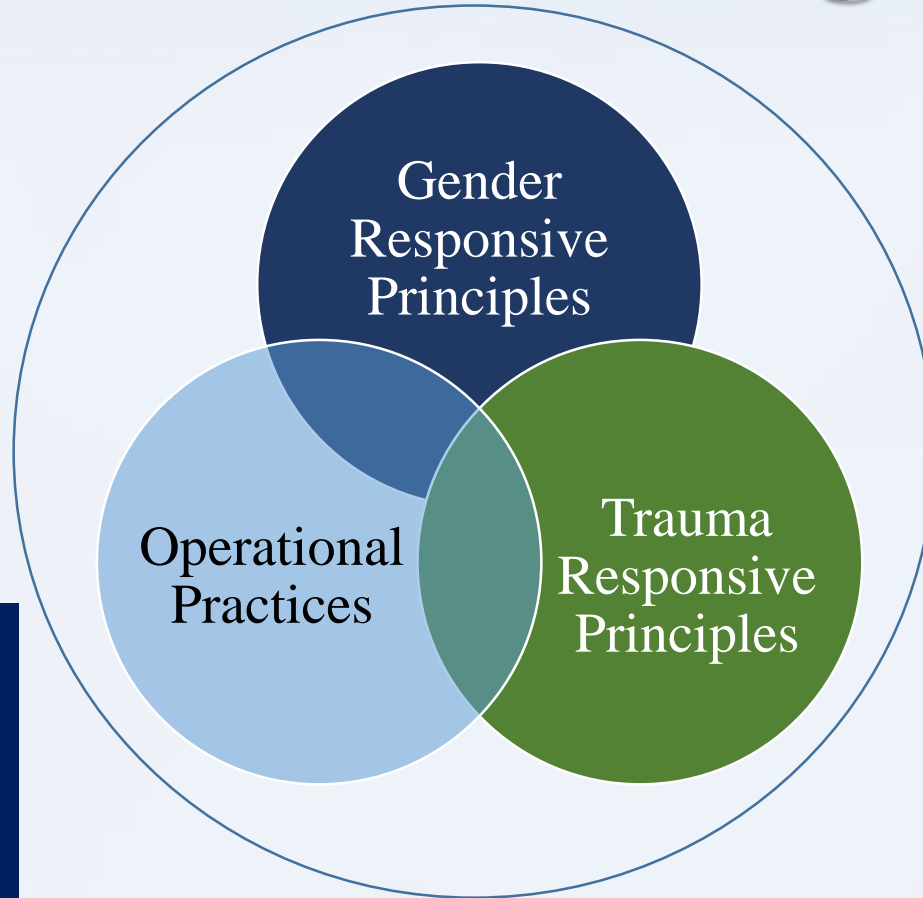 Gender
Responsive
Principles
Operational
Practices
Trauma
Responsive
Principles